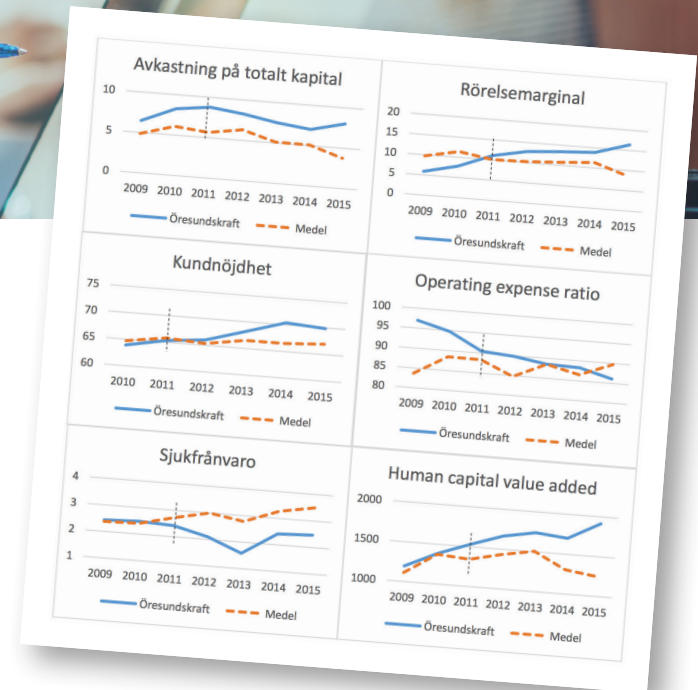 Avkastning på totalt kapital
10
5
0
2009 2010 2011 2012 2013 2014 2015
Öresundskraft Medel
Rörelsemarginal
20
15
10
5
0
2009 2010 2011 2012 2013 2014 2015
Öresundskraft Medel
Kundnöjdhet
75
70
65
60
2010 2011 2012 2013 2014 2015
Öresundskraft Medel
Operating expense ratio
100
95
90
85
80
2009 2010 2011 2012 2013 2014 2015
Öresundskraft Medel
Sjukfrånvaro
4
3
2
1
2009 2010 2011 2012 2013 2014 2015
Öresundskraft Medel
Human capital value added
2000
1500
1000
2009 2010 2011 2012 2013 2014 2015
Öresundskraft Medel